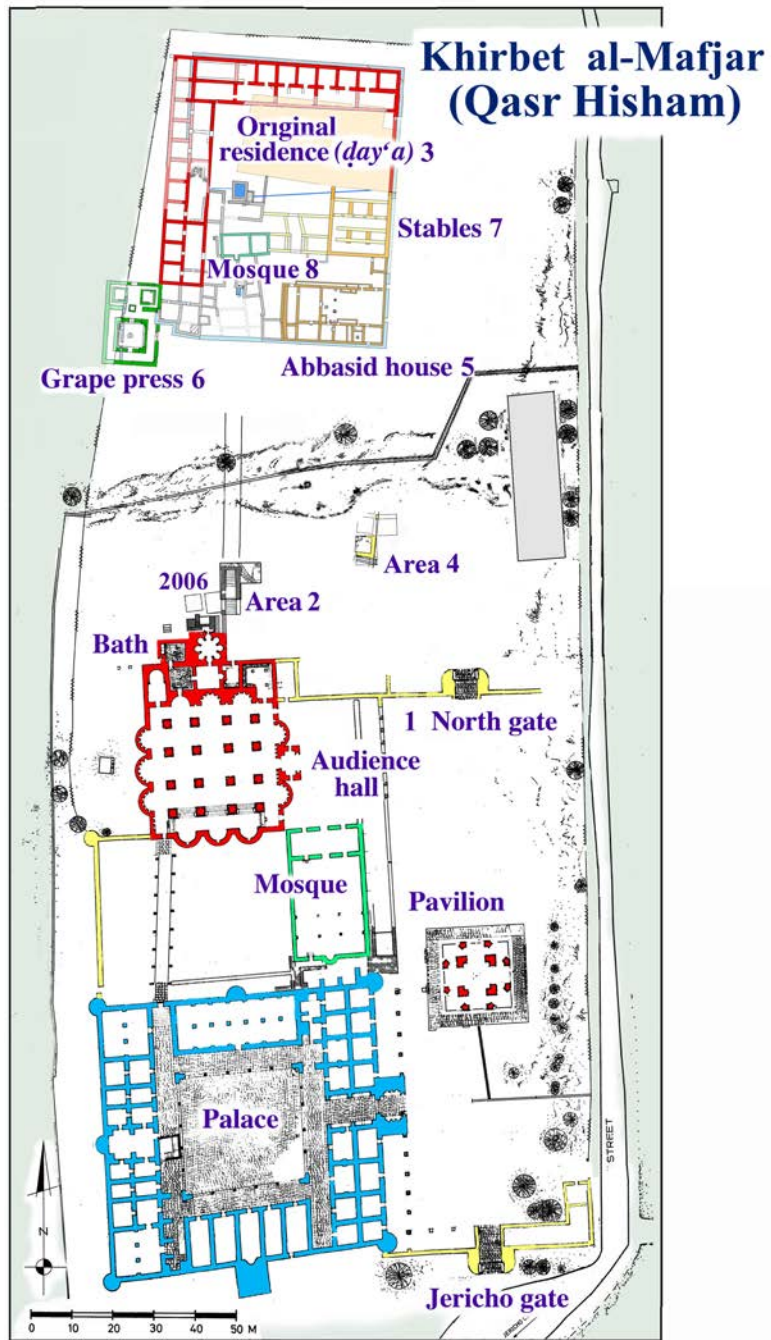 Khirbet al-Mafjar
(Qasr Hisham)
Original
residence (ḍay‘a) 3
Stables 7
Mosque 8
Abbasid house 5
Grape press 6
Area 4
2006
Area 2
Bath
1 North gate
Audience
hall
Mosque
Pavilion
Palace
STREET
N
Jericho gate
0 10 20 30 40 50 M